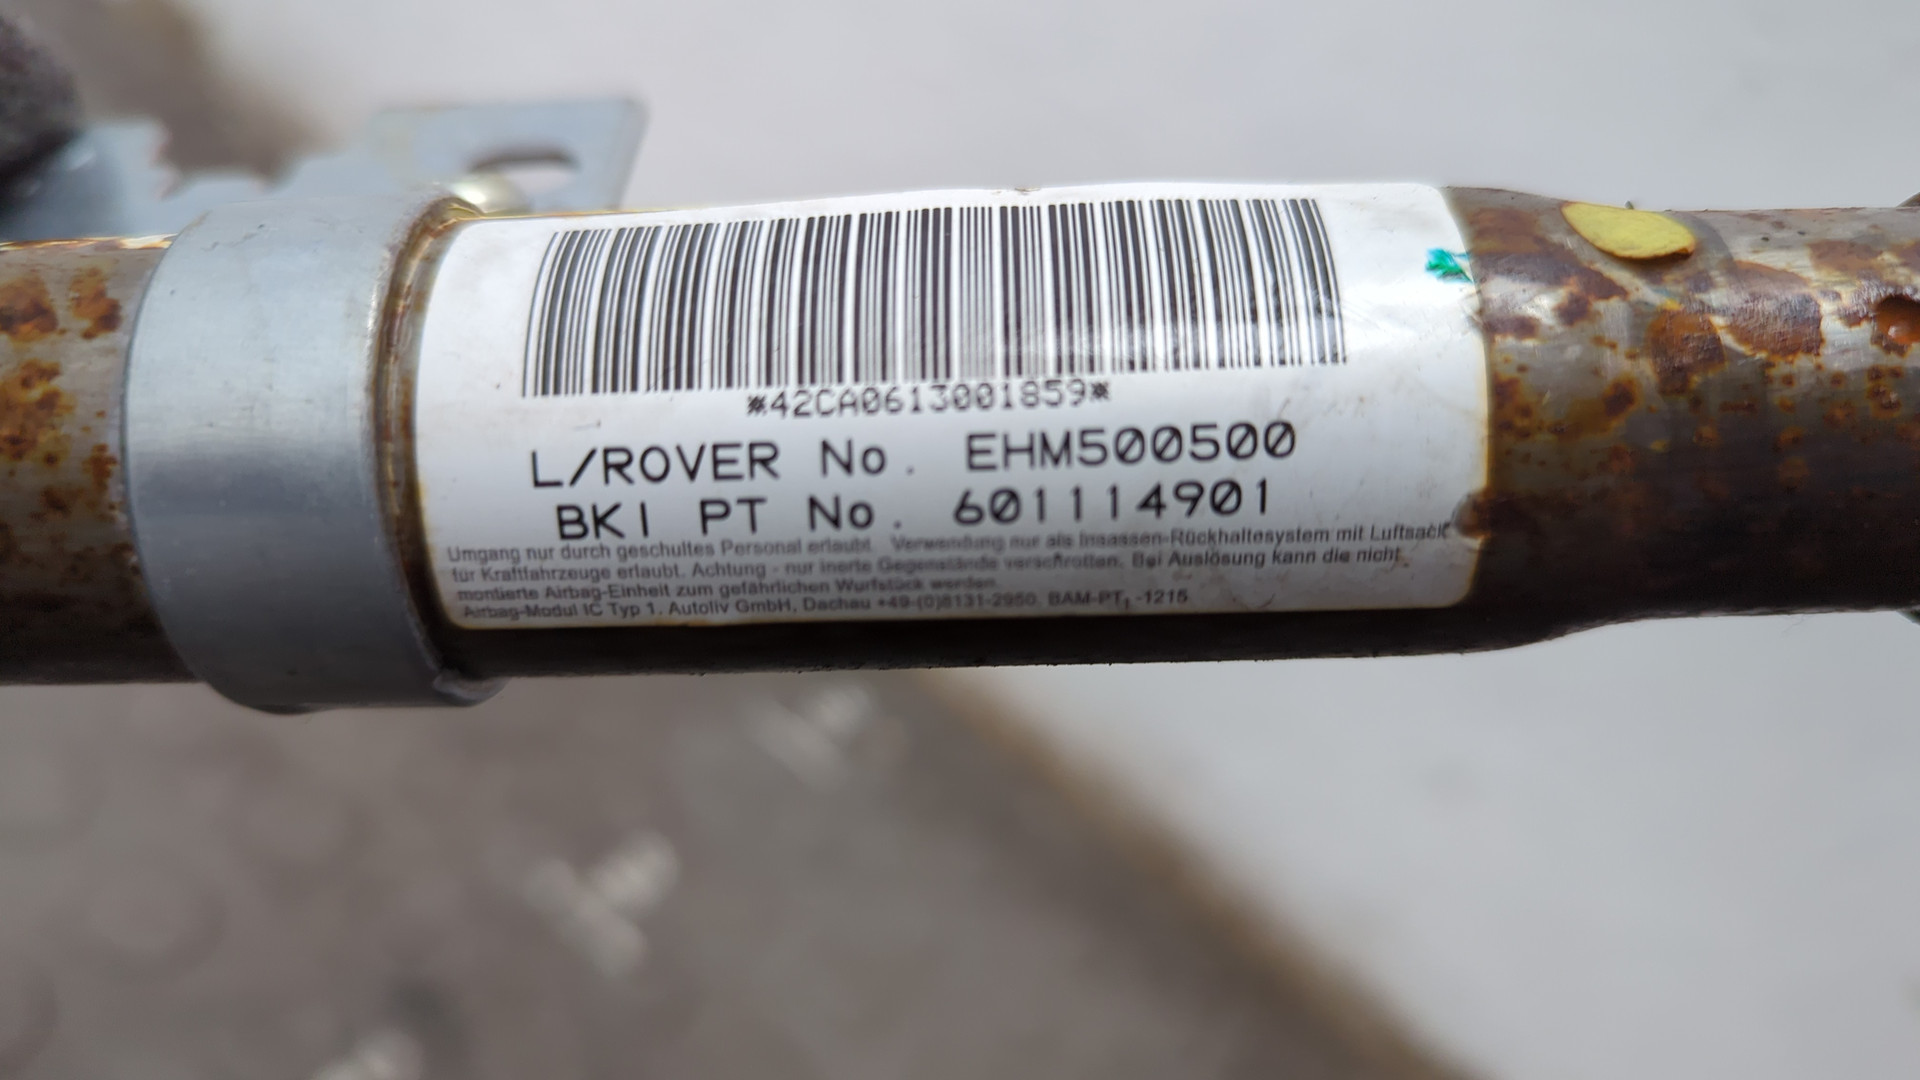 *42CA0613001859*
L/ROVER No. EHM500500
BKI PT No. 601114901
Umgang nur durch geschultes Personal erlaubt. Verwendung nur als Insassen-Rückhaltesystem mit Luftsack
für Kraftfahrzeuge erlaubt. Achtung - nur inerte Gegenstände verschrotten. Bei Auslösung kann die nicht
montierte Airbag-Einheit zum gefährlichen Wurfstück werden.
Airbag-Modul IC Typ 1. Autoliv GmbH, Dachau +49-(0)8131-2950. BAM-PT₁ -1215